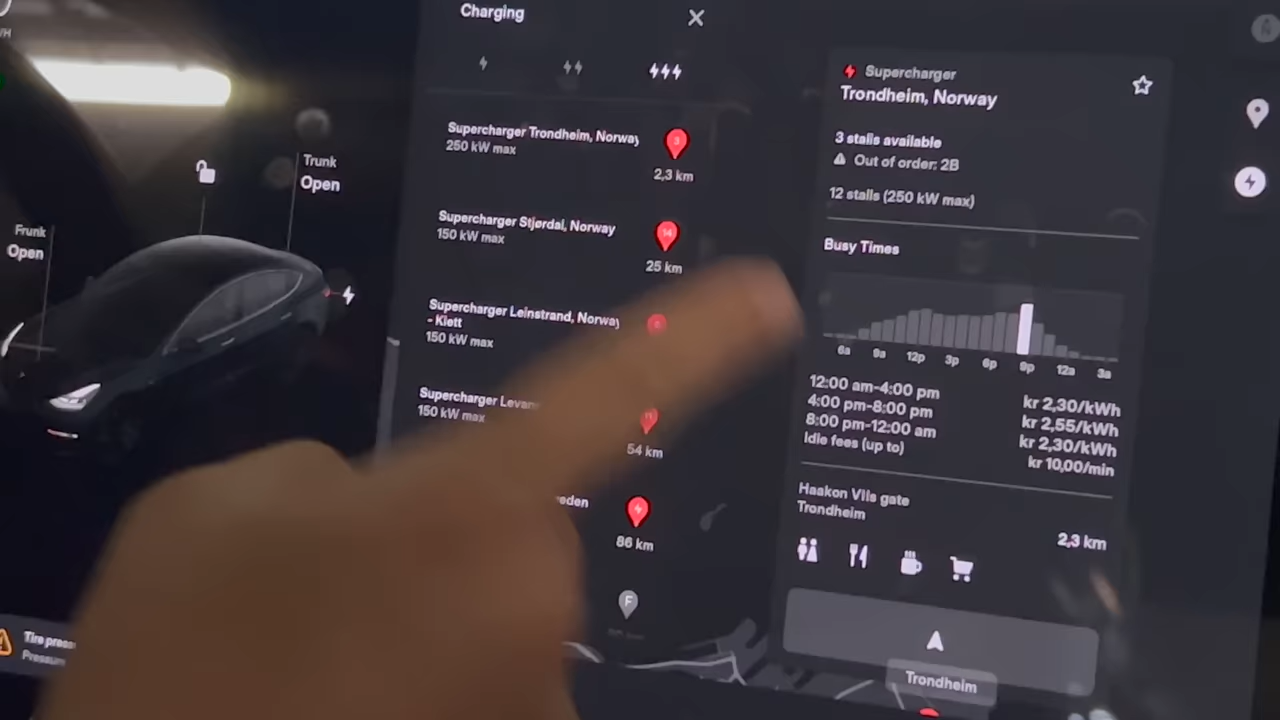 Charging
Supercharger Trondheim, Norway
250 kW max
3
2,3 km
Supercharger Stjørdal, Norway
150 kW max
14
25 km
Supercharger Leinstrand, Norway
- Klett
150 kW max
Supercharger
150 kW max
11
54 km
86 km
F
Trunk
Open
Frunk
Open
Tire
Supercharger
Trondheim, Norway
3 stalls available
Out of order: 2B
12 stalls (250 kW max)
Busy Times
6a 9a 12p 3p 6p 9p 12a 3a
12:00 am-4:00 pm kr 2,30/kWh
4:00 pm-8:00 pm kr 2,55/kWh
8:00 pm-12:00 am kr 2,30/kWh
Idle fees (up to) kr 10,00/min
Haakon VIIs gate
Trondheim
2,3 km
Trondheim